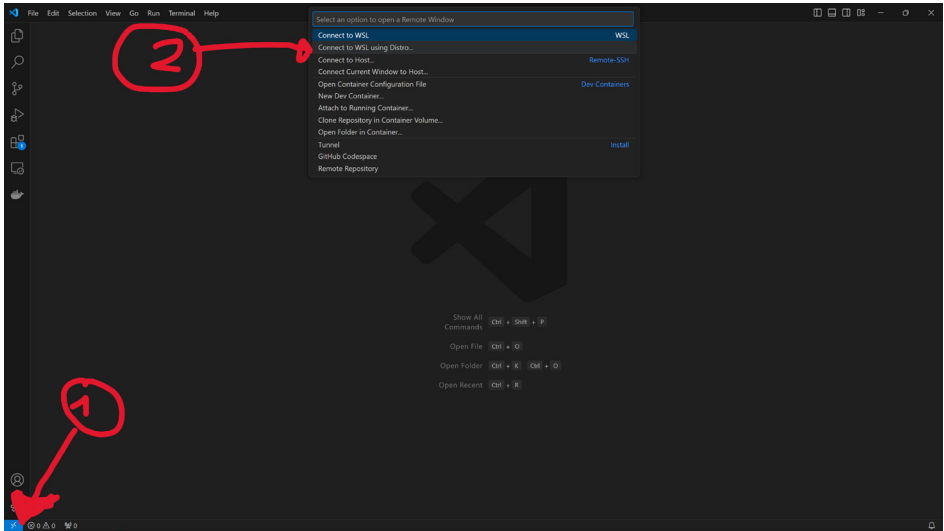 File Edit Selection View Go Run Terminal Help
Select an option to open a Remote Window
Connect to WSL WSL
Connect to WSL using Distro...
Connect to Host... Remote-SSH
Connect Current Window to Host...
Open Container Configuration File Dev Containers
New Dev Container...
Attach to Running Container...
Clone Repository in Container Volume...
Open Folder in Container...
Tunnel Install
GitHub Codespace
Remote Repository
2
Show All
Commands Ctrl + Shift + P
Open File Ctrl + O
Open Folder Ctrl + K Ctrl + O
Open Recent Ctrl + R
1
0 0 0